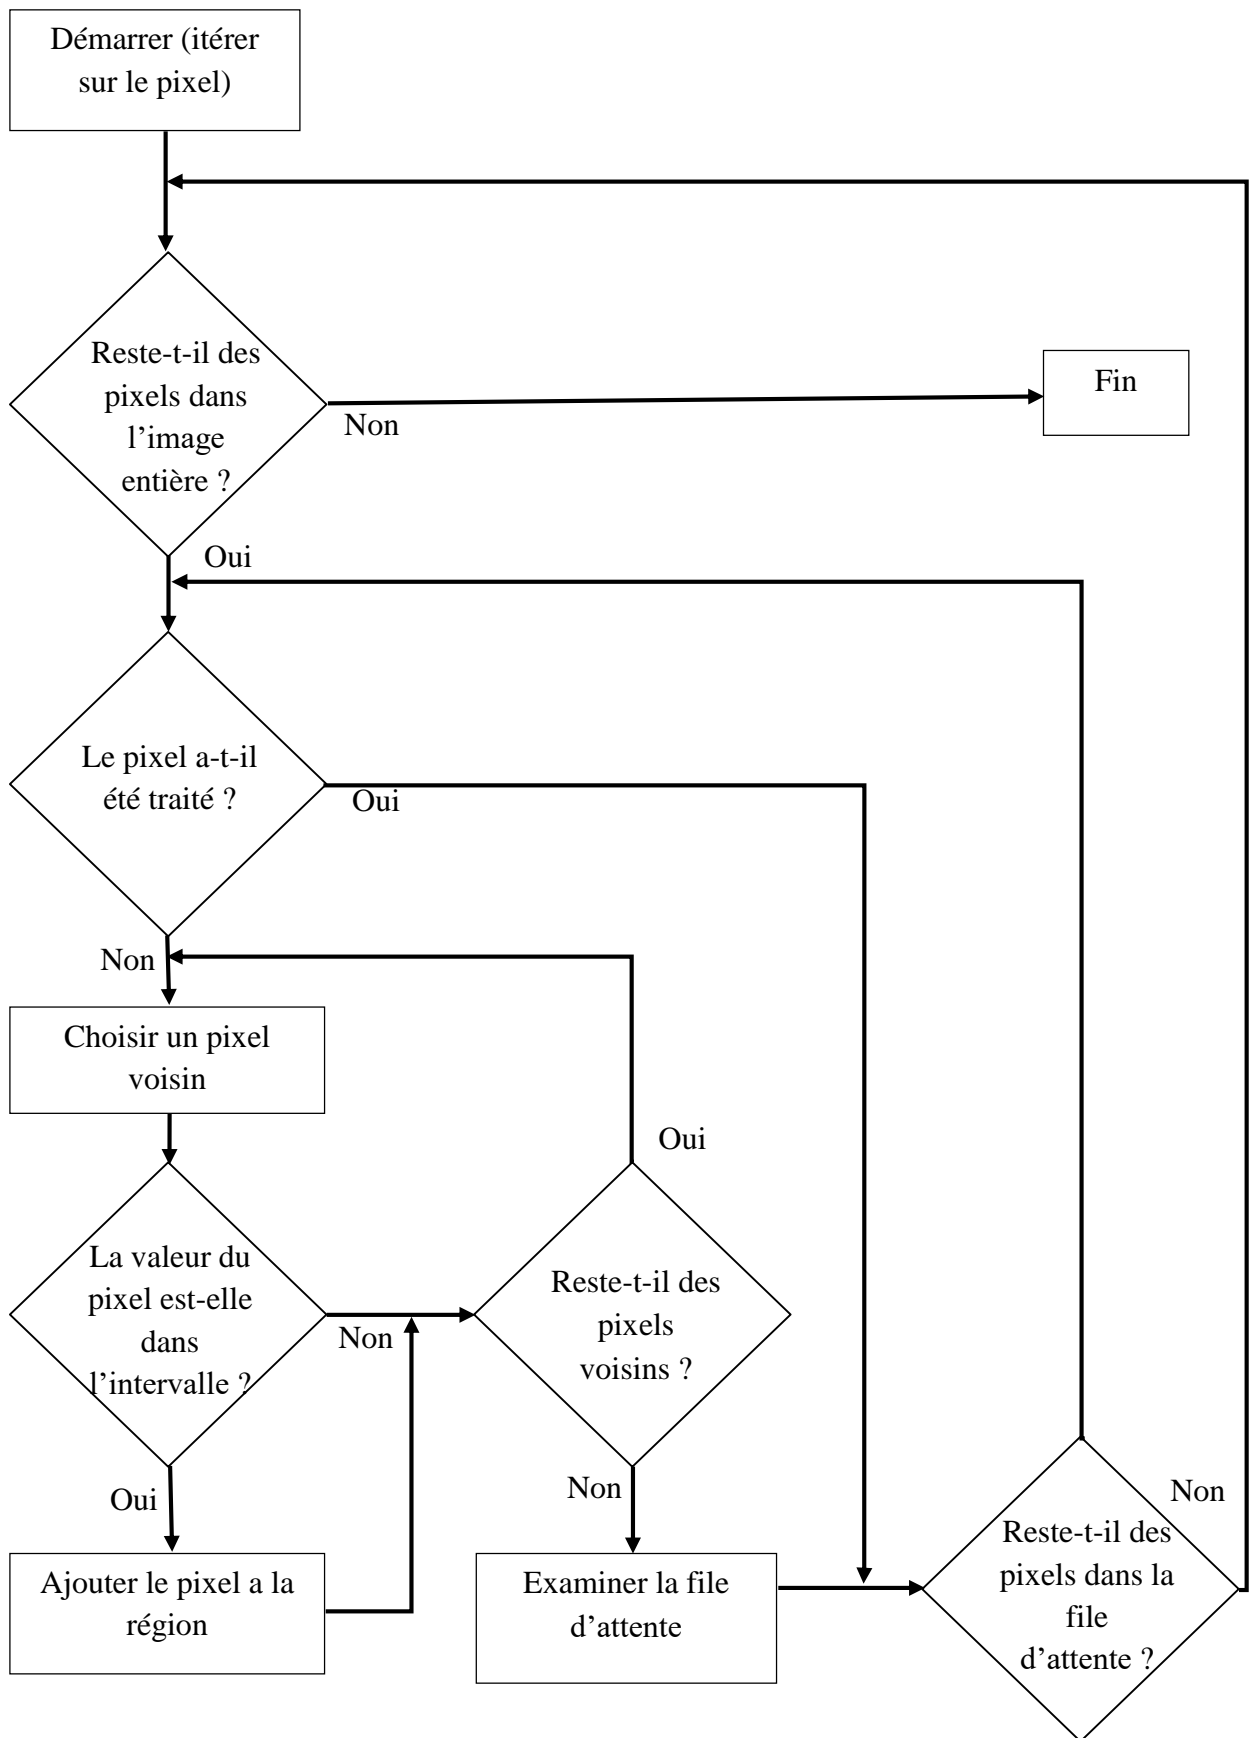 Démarrer (itérer
sur le pixel)
Reste-t-il des
pixels dans
l’image
entière ?
Non
Fin
Oui
Le pixel a-t-il
été traité ?
Oui
Non
Choisir un pixel
voisin
Oui
La valeur du
pixel est-elle
dans
l’intervalle ?
Non
Reste-t-il des
pixels
voisins ?
Oui
Non
Non
Ajouter le pixel a la
région
Examiner la file
d’attente
Reste-t-il des
pixels dans la
file
d’attente ?